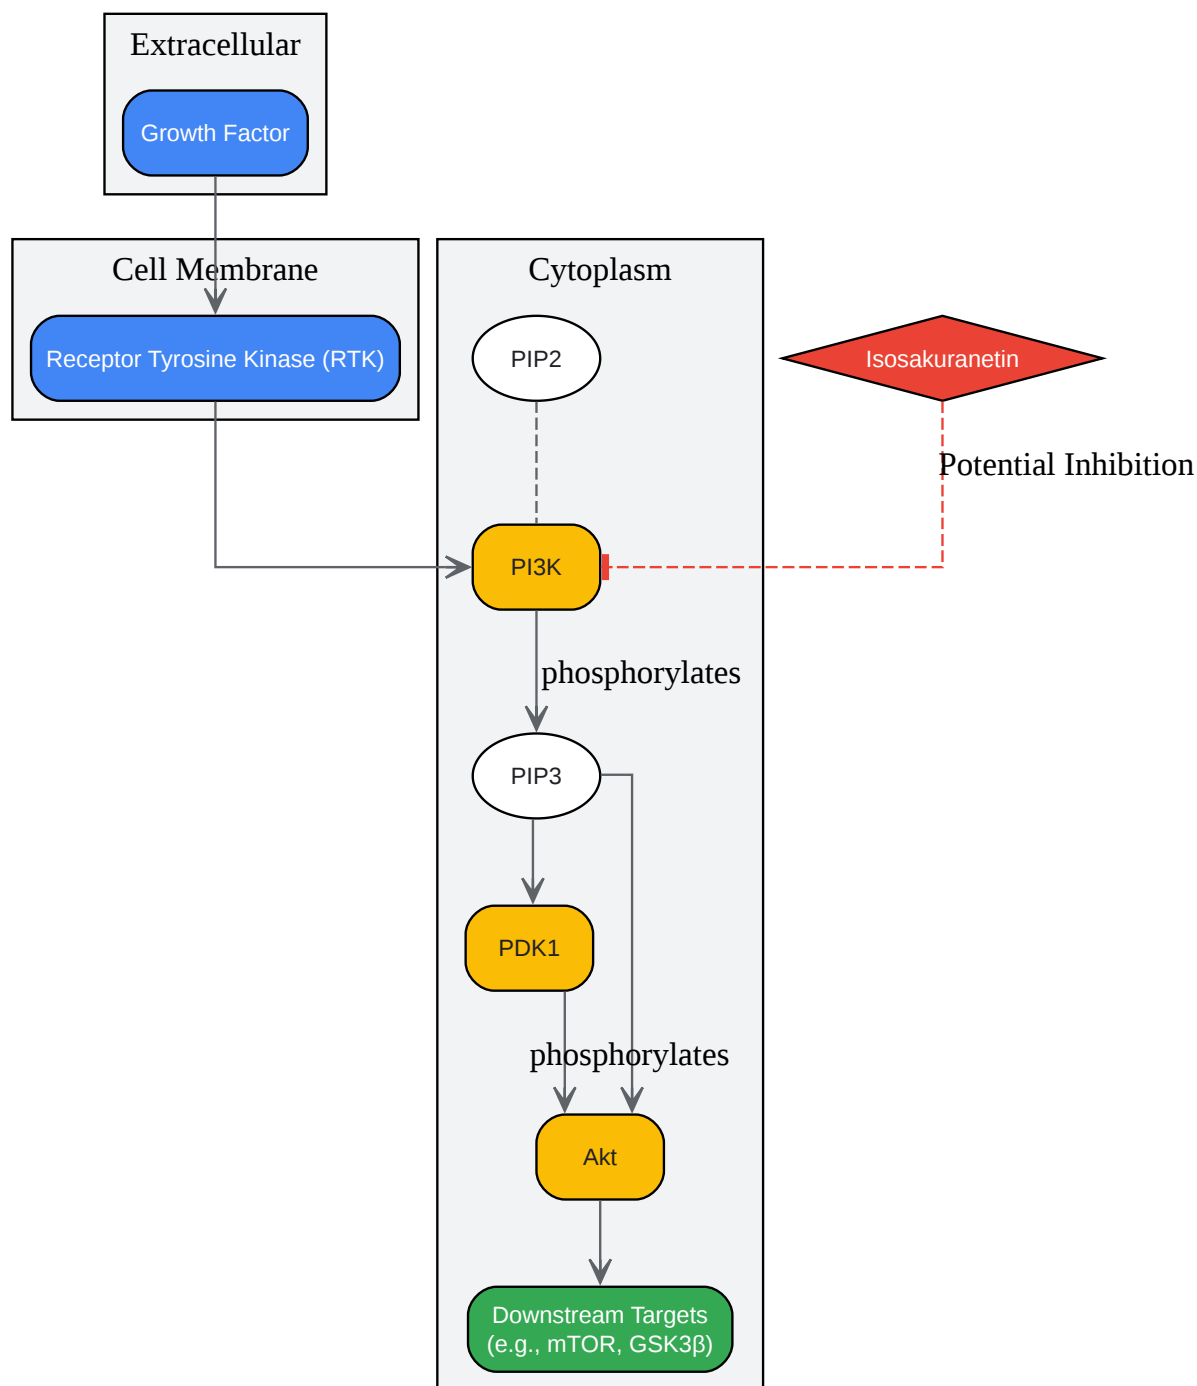 Extracellular
Growth Factor
Cell Membrane
Receptor Tyrosine Kinase (RTK)
Cytoplasm
PIP2
Isosakuranetin
Potential Inhibition
PI3K
phosphorylates
PIP3
PDK1
phosphorylates
Akt
Downstream Targets
(e.g., mTOR, GSK3β)